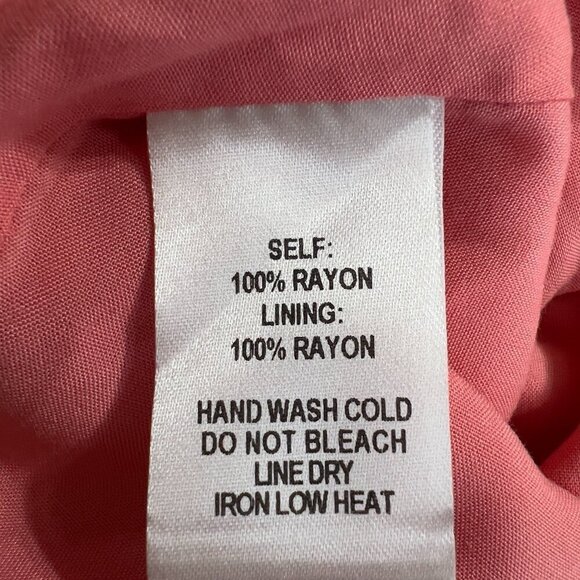 SELF:
100% RAYON
LINING:
100% RAYON
HAND WASH COLD
DO NOT BLEACH
LINE DRY
IRON LOW HEAT